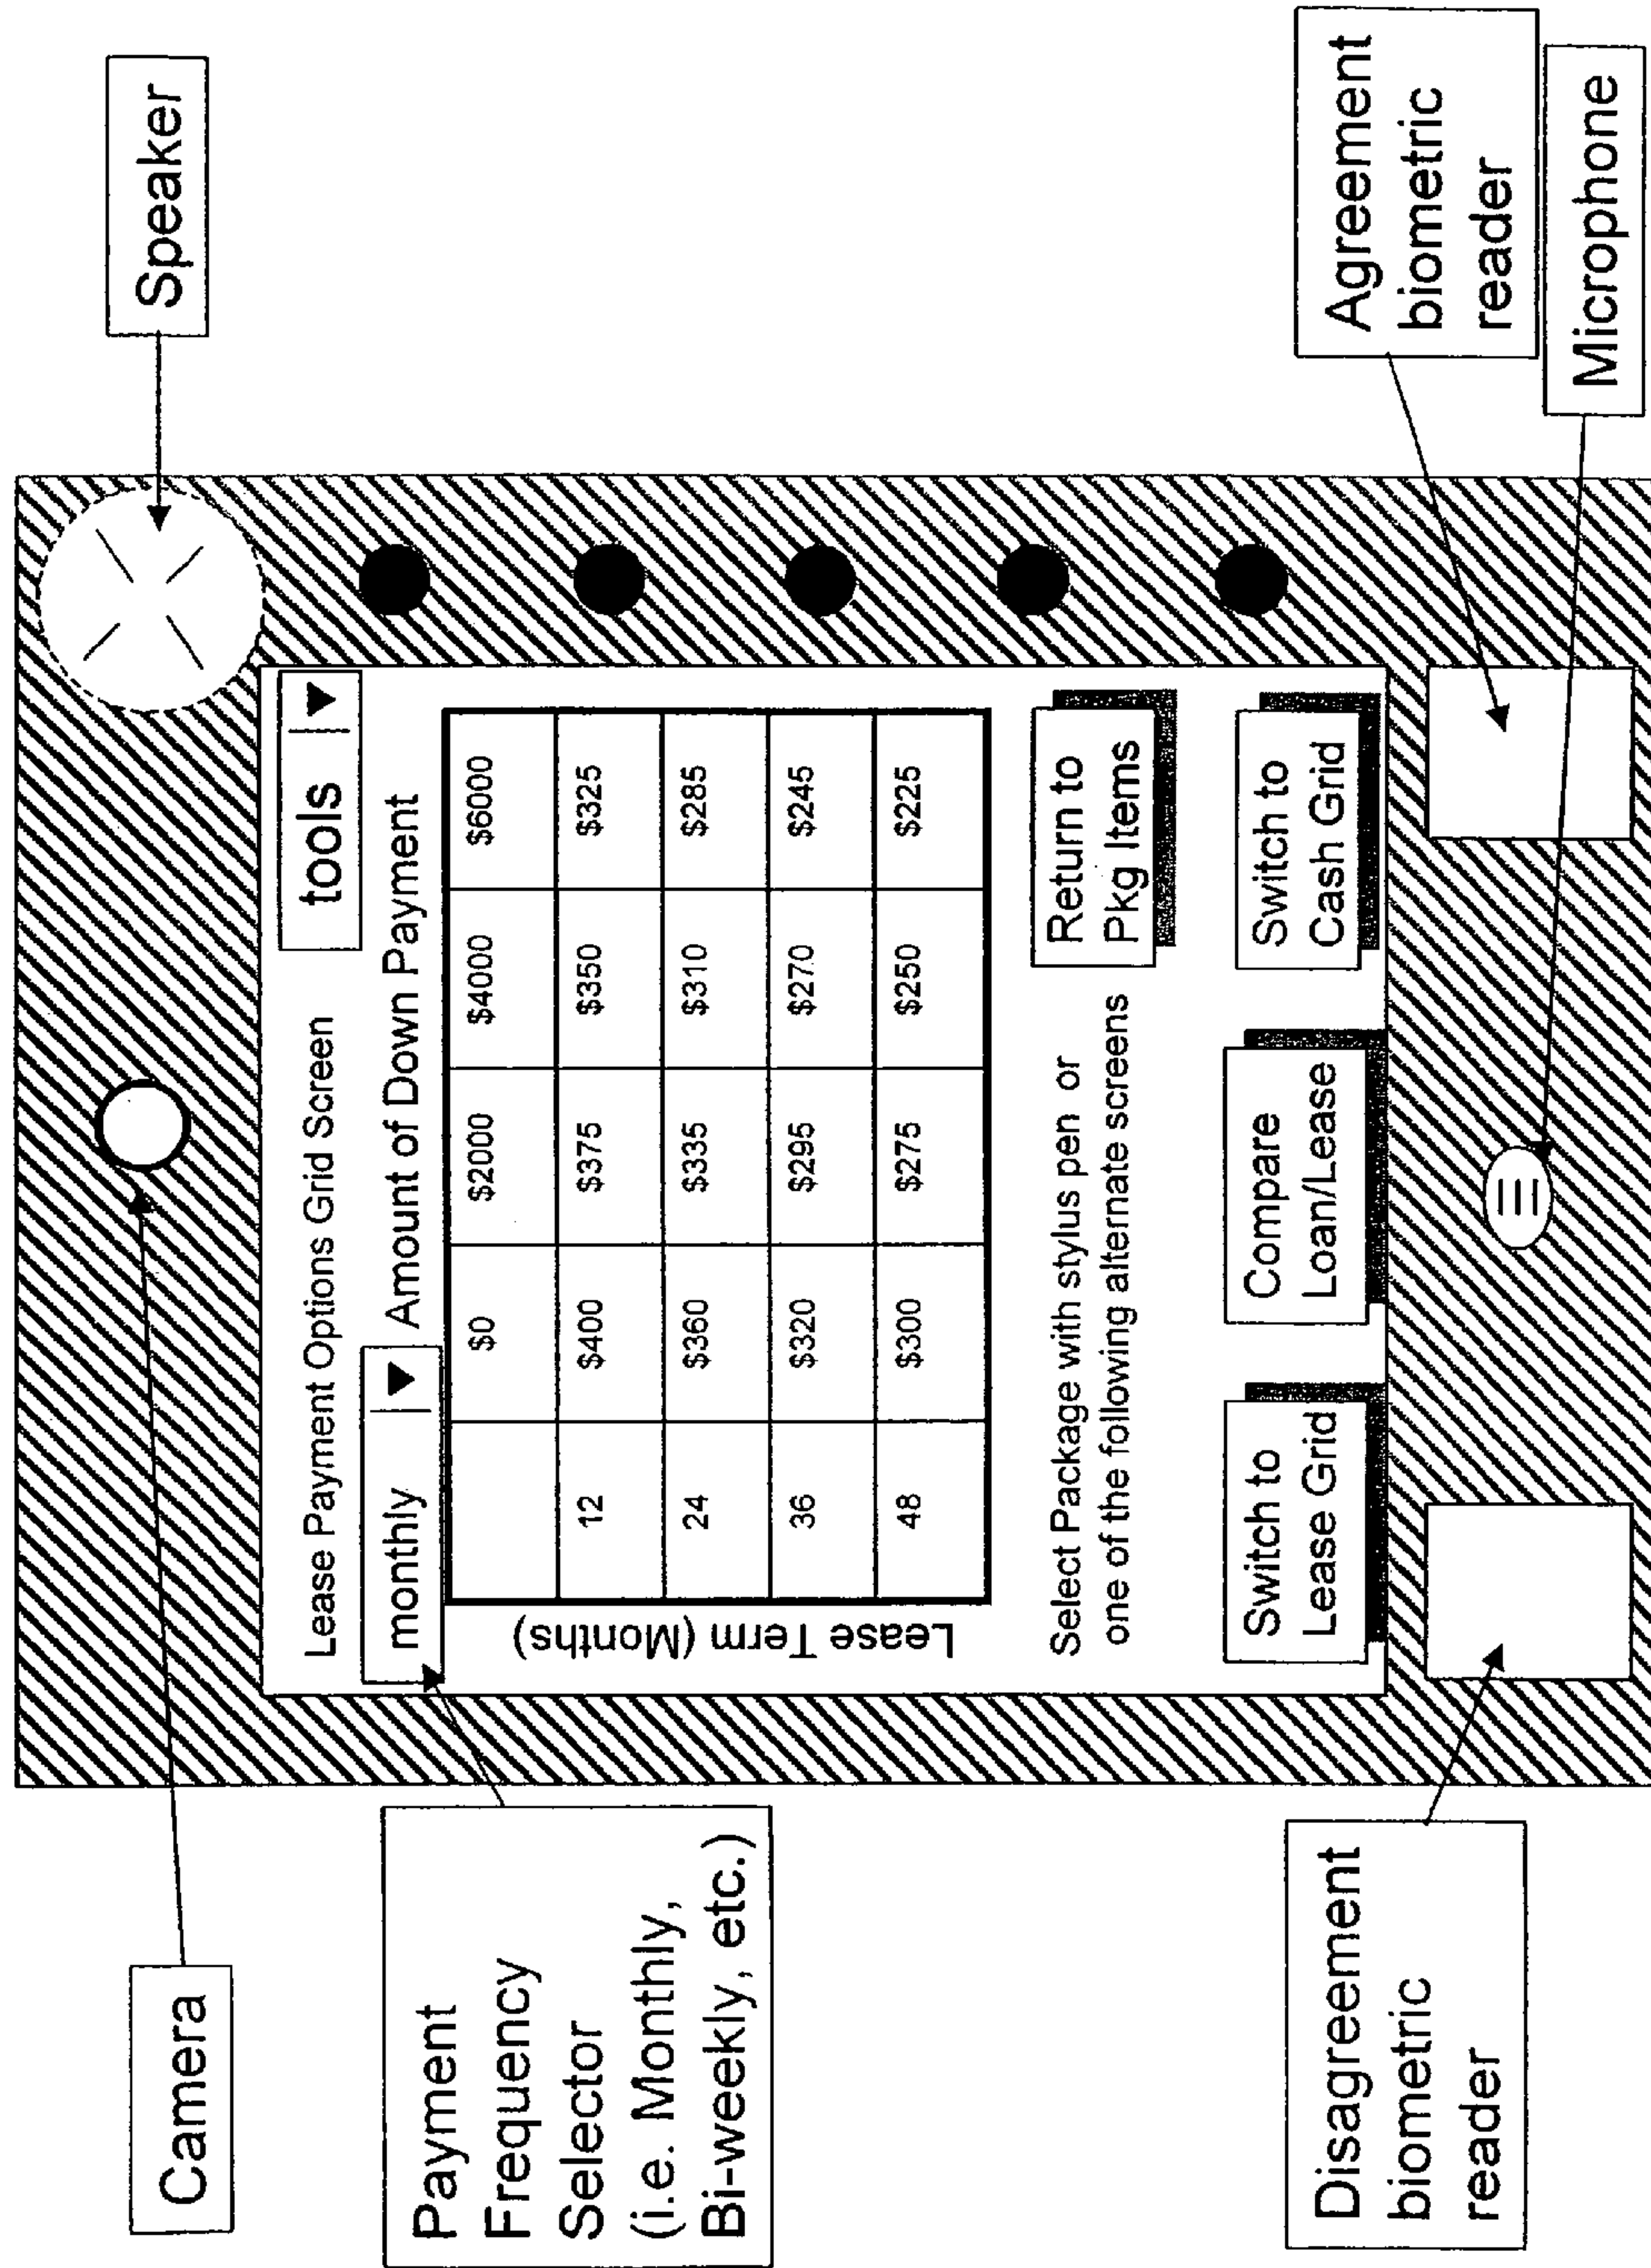 Camera
Speaker
Lease Payment Options Grid Screen
tools
monthly
Amount of Down Payment
Payment
Frequency
Selector
(i.e. Monthly,
Bi-weekly, etc.)
Lease Term (Months)
$0 $2000 $4000 $6000
12 $400 $375 $350 $325
24 $360 $335 $310 $285
36 $320 $295 $270 $245
48 $300 $275 $250 $225
Select Package with stylus pen or
one of the following alternate screens
Return to
Pkg Items
Switch to
Lease Grid
Compare
Loan/Lease
Switch to
Cash Grid
Disagreement
biometric
reader
Agreement
biometric
reader
Microphone